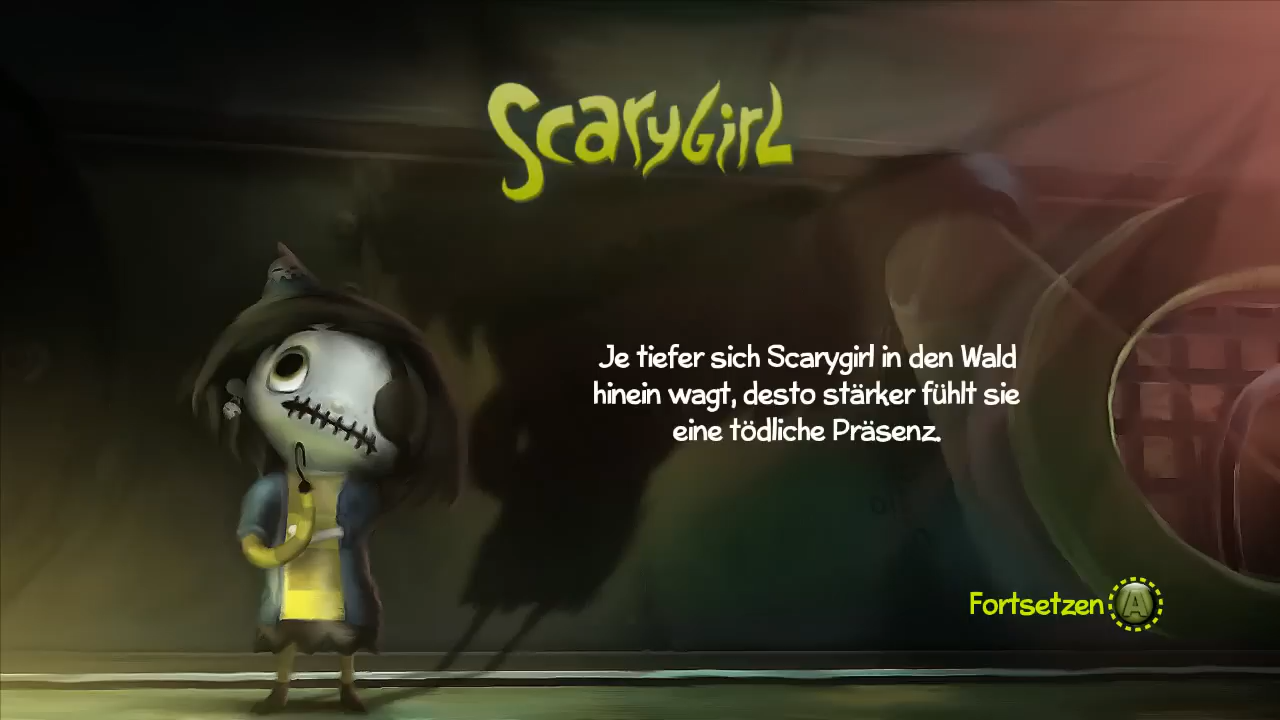 ScaryGirl
Je tiefer sich Scarygirl in den Wald
hinein wagt, desto stärker fühlt sie
eine tödliche Präsenz.
Fortsetzen A